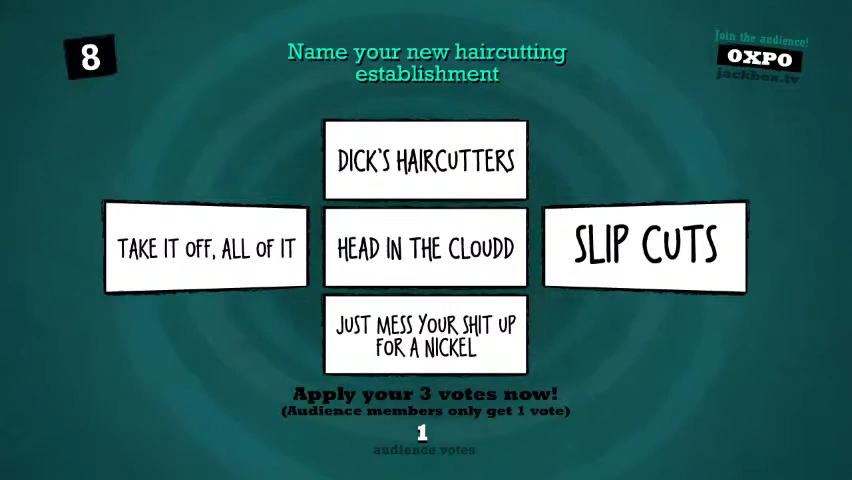 8
Name your new haircutting
establishment
Join the audience!
OXPO
jackbox.tv
DICK'S HAIRCUTTERS
TAKE IT OFF, ALL OF IT
HEAD IN THE CLOUDD
SLIP CUTS
JUST MESS YOUR SHIT UP
FOR A NICKEL
Apply your 3 votes now!
(Audience members only get 1 vote)
1
audience votes